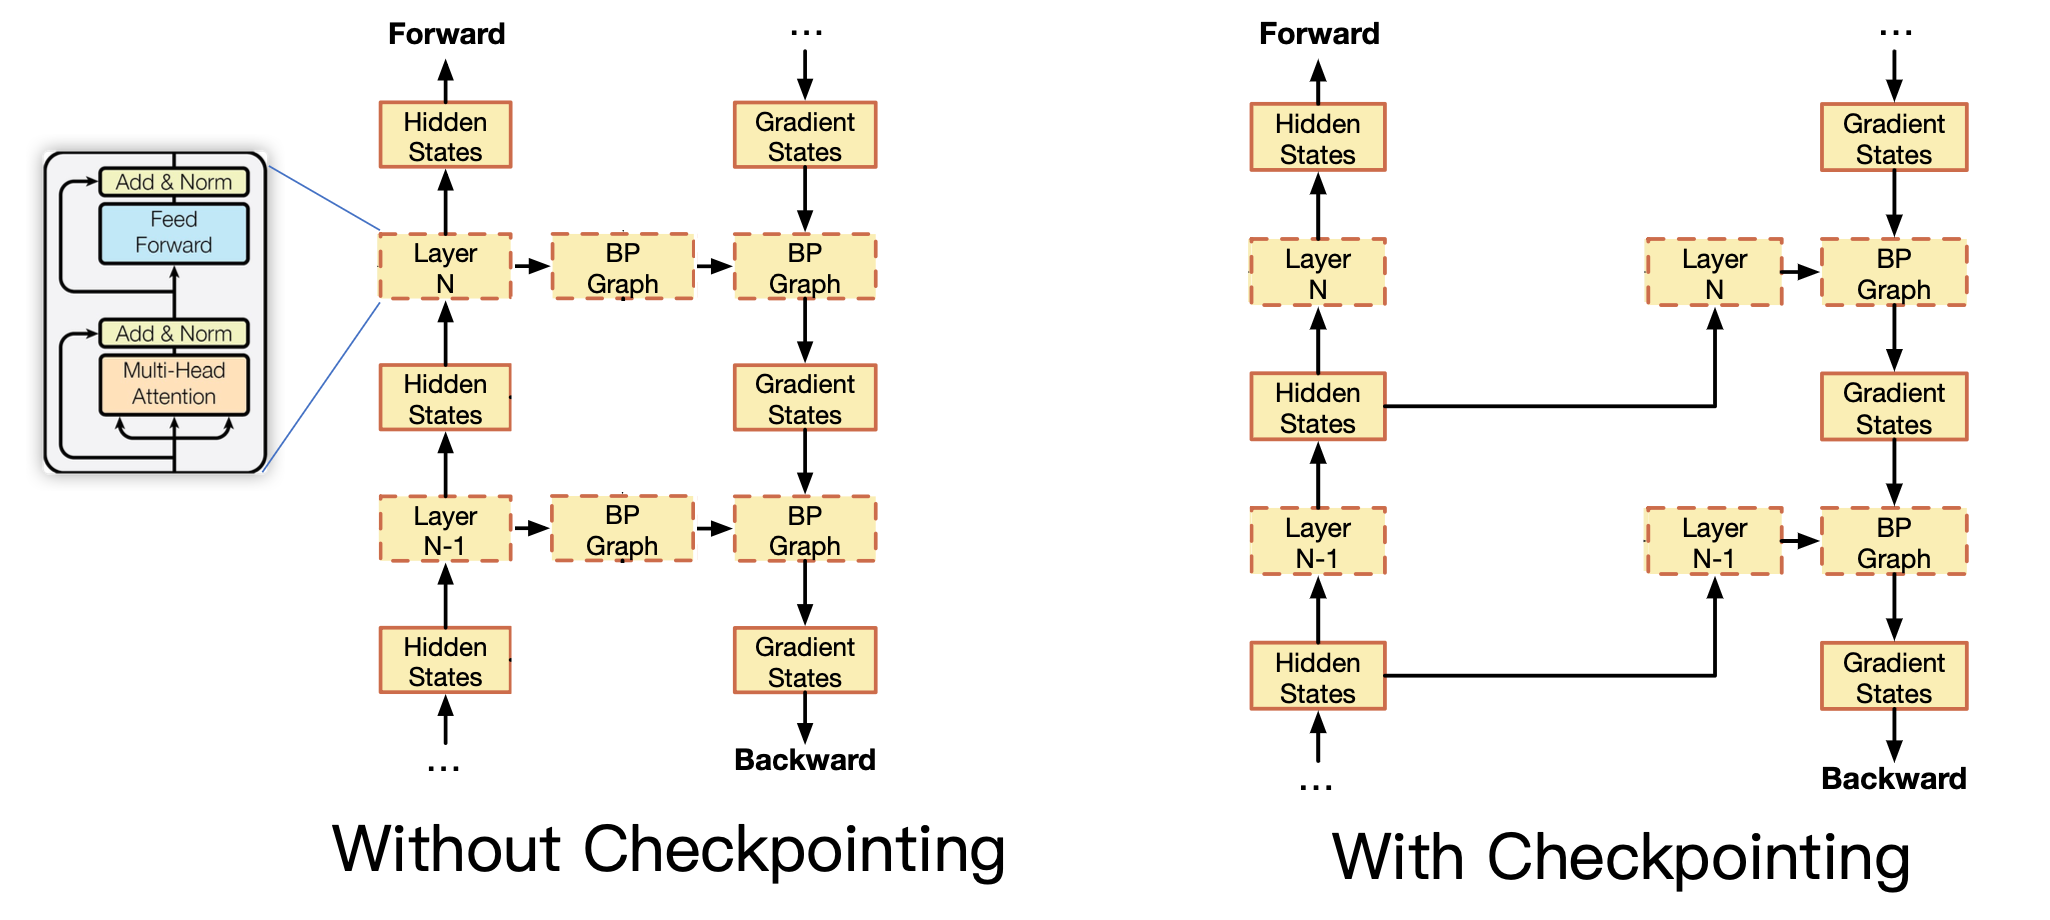 Forward
...
Hidden
States
Gradient
States
Add & Norm
Feed
Forward
Add & Norm
Multi-Head
Attention
Layer
N
BP
Graph
BP
Graph
Hidden
States
Gradient
States
Layer
N-1
BP
Graph
BP
Graph
Hidden
States
Gradient
States
...
Backward
Without Checkpointing
Forward
...
Hidden
States
Gradient
States
Layer
N
Layer
N
BP
Graph
Hidden
States
Gradient
States
Layer
N-1
Layer
N-1
BP
Graph
Hidden
States
Gradient
States
...
Backward
With Checkpointing